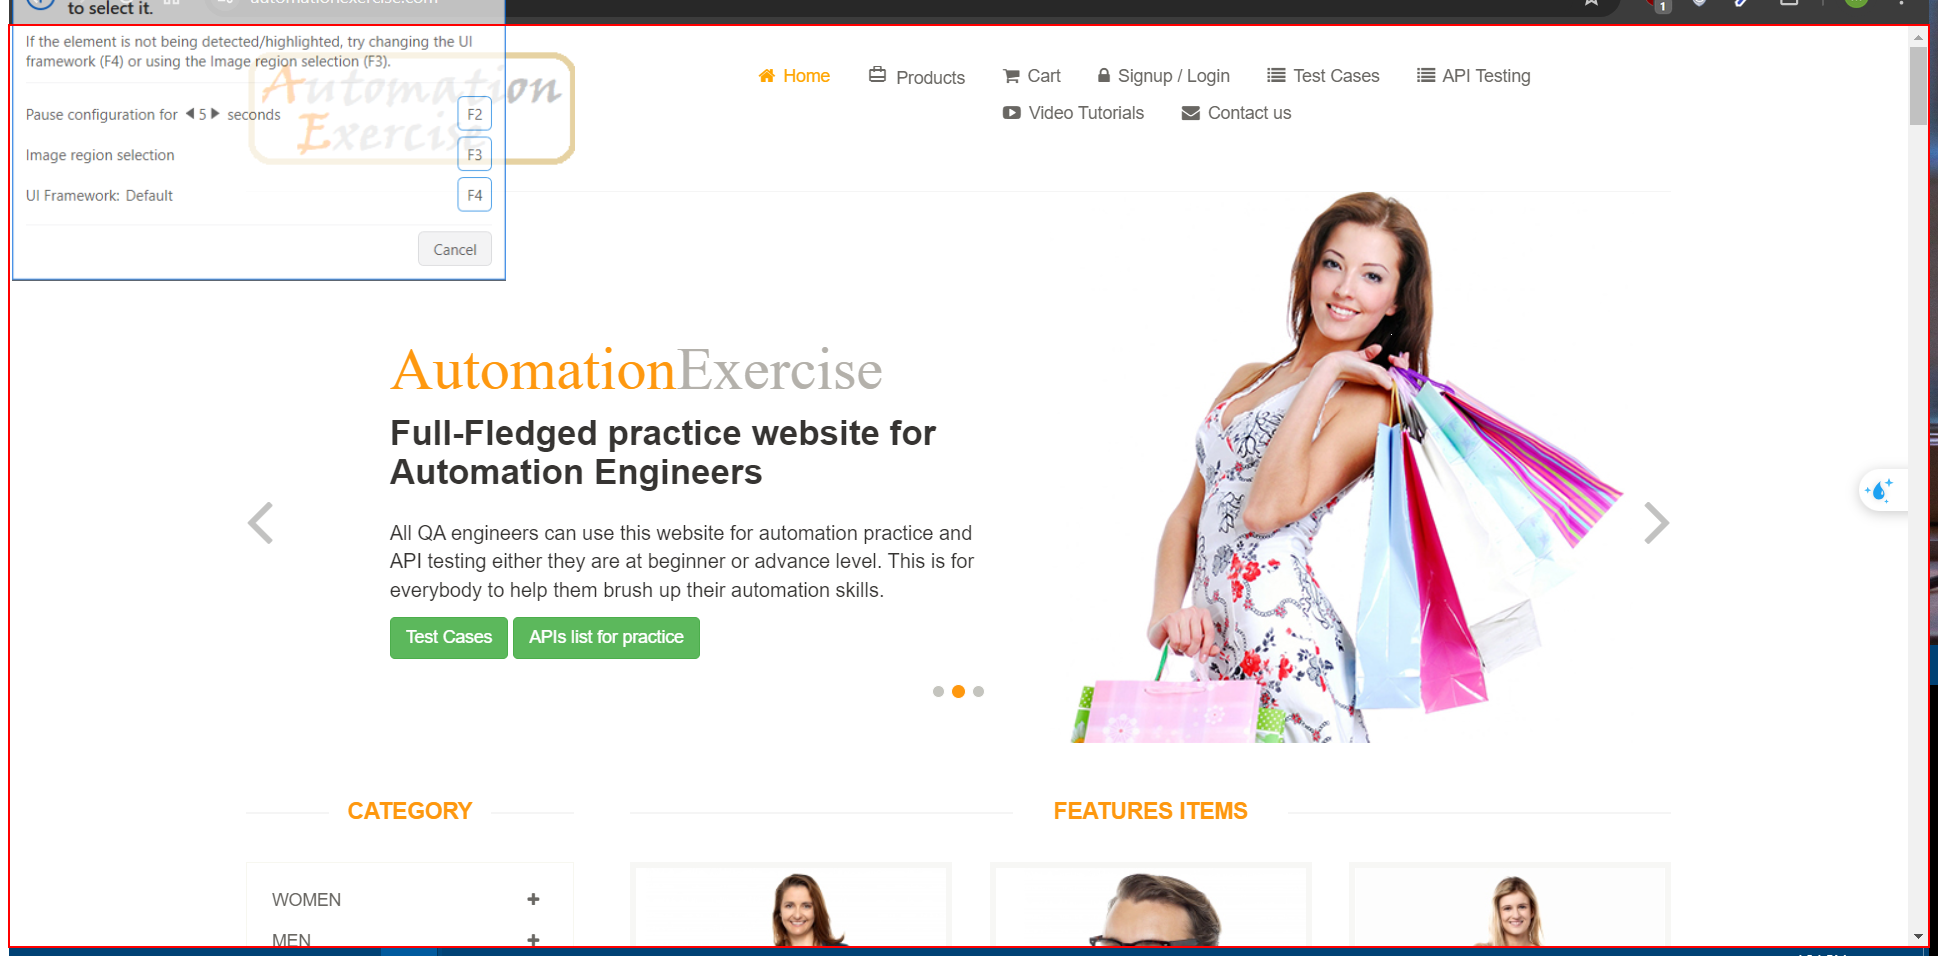 to select it.
automationexercise.com
1
If the element is not being detected/highlighted, try changing the UI
framework (F4) or using the Image region selection (F3).
Pause configuration for 5 seconds F2
Image region selection F3
UI Framework: Default F4
Cancel
Automation
Exercise
Home Products Cart Signup / Login Test Cases API Testing
Video Tutorials Contact us
AutomationExercise
Full-Fledged practice website for
Automation Engineers
All QA engineers can use this website for automation practice and
API testing either they are at beginner or advance level. This is for
everybody to help them brush up their automation skills.
Test Cases APIs list for practice
CATEGORY
FEATURES ITEMS
WOMEN +
MEN +